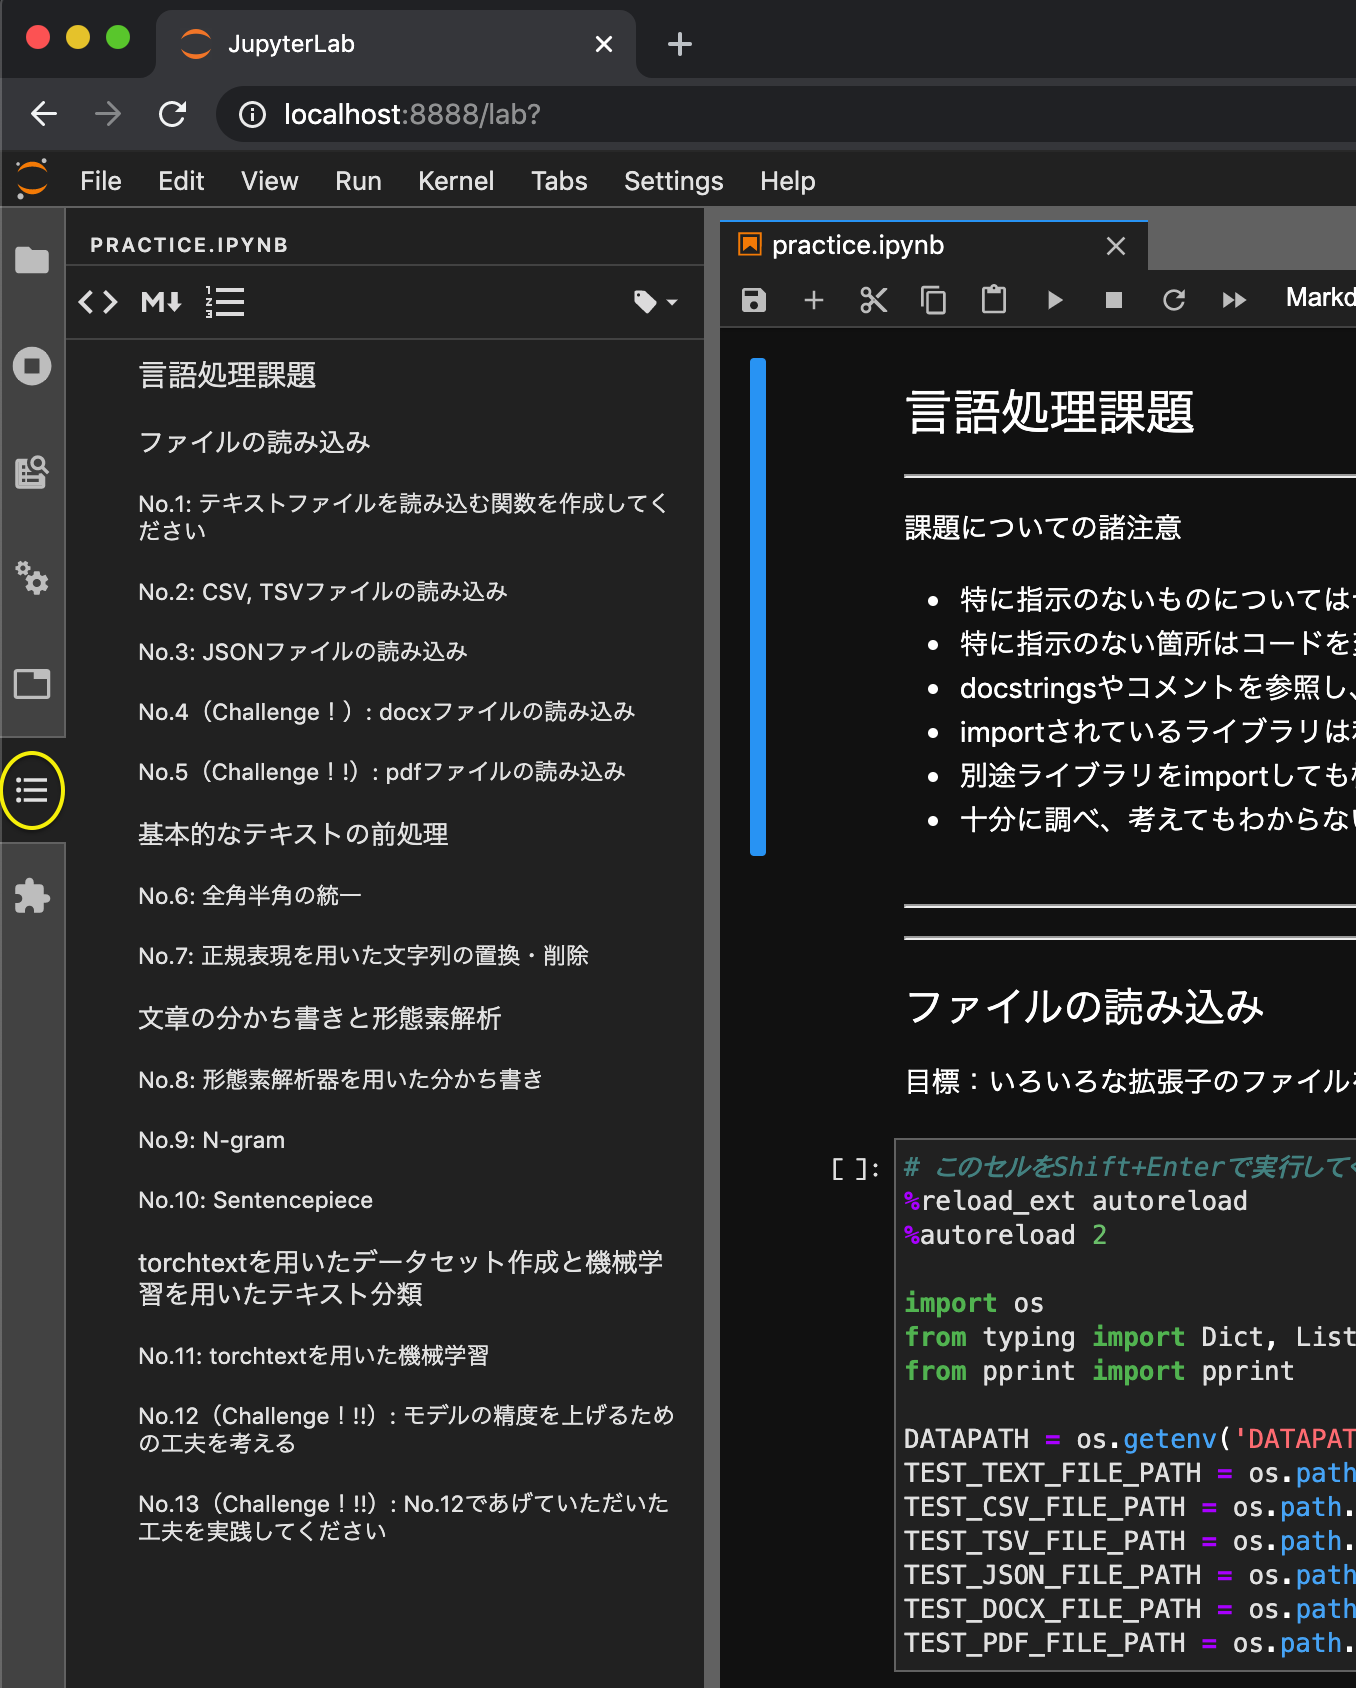 JupyterLab
localhost:8888/lab?
File Edit View Run Kernel Tabs Settings Help
PRACTICE.IPYNB
M
言語処理課題
ファイルの読み込み
No.1: テキストファイルを読み込む関数を作成してく
ださい
No.2: CSV, TSVファイルの読み込み
No.3: JSONファイルの読み込み
No.4（Challenge！）: docxファイルの読み込み
No.5（Challenge！!）: pdfファイルの読み込み
基本的なテキストの前処理
No.6: 全角半角の統一
No.7: 正規表現を用いた文字列の置換・削除
文章の分かち書きと形態素解析
No.8: 形態素解析器を用いた分かち書き
No.9: N-gram
No.10: Sentencepiece
torchtextを用いたデータセット作成と機械学
習を用いたテキスト分類
No.11: torchtextを用いた機械学習
No.12（Challenge！!!）: モデルの精度を上げるため
の工夫を考える
No.13（Challenge！!!）: No.12であげていただいた
工夫を実践してください
practice.ipynb
Markd
言語処理課題
課題についての諸注意
• 特に指示のないものについては
• 特に指示のない箇所はコードを
• docstringsやコメントを参照し、
• importされているライブラリは
• 別途ライブラリをimportしても
• 十分に調べ、考えてもわからな
ファイルの読み込み
目標：いろいろな拡張子のファイル
[ ]:
# このセルをShift+Enterで実行して
%reload_ext autoreload
%autoreload 2
import os
from typing import Dict, List
from pprint import pprint
DATAPATH = os.getenv('DATAPAT
TEST_TEXT_FILE_PATH = os.path
TEST_CSV_FILE_PATH = os.path.
TEST_TSV_FILE_PATH = os.path.
TEST_JSON_FILE_PATH = os.path
TEST_DOCX_FILE_PATH = os.path
TEST_PDF_FILE_PATH = os.path.